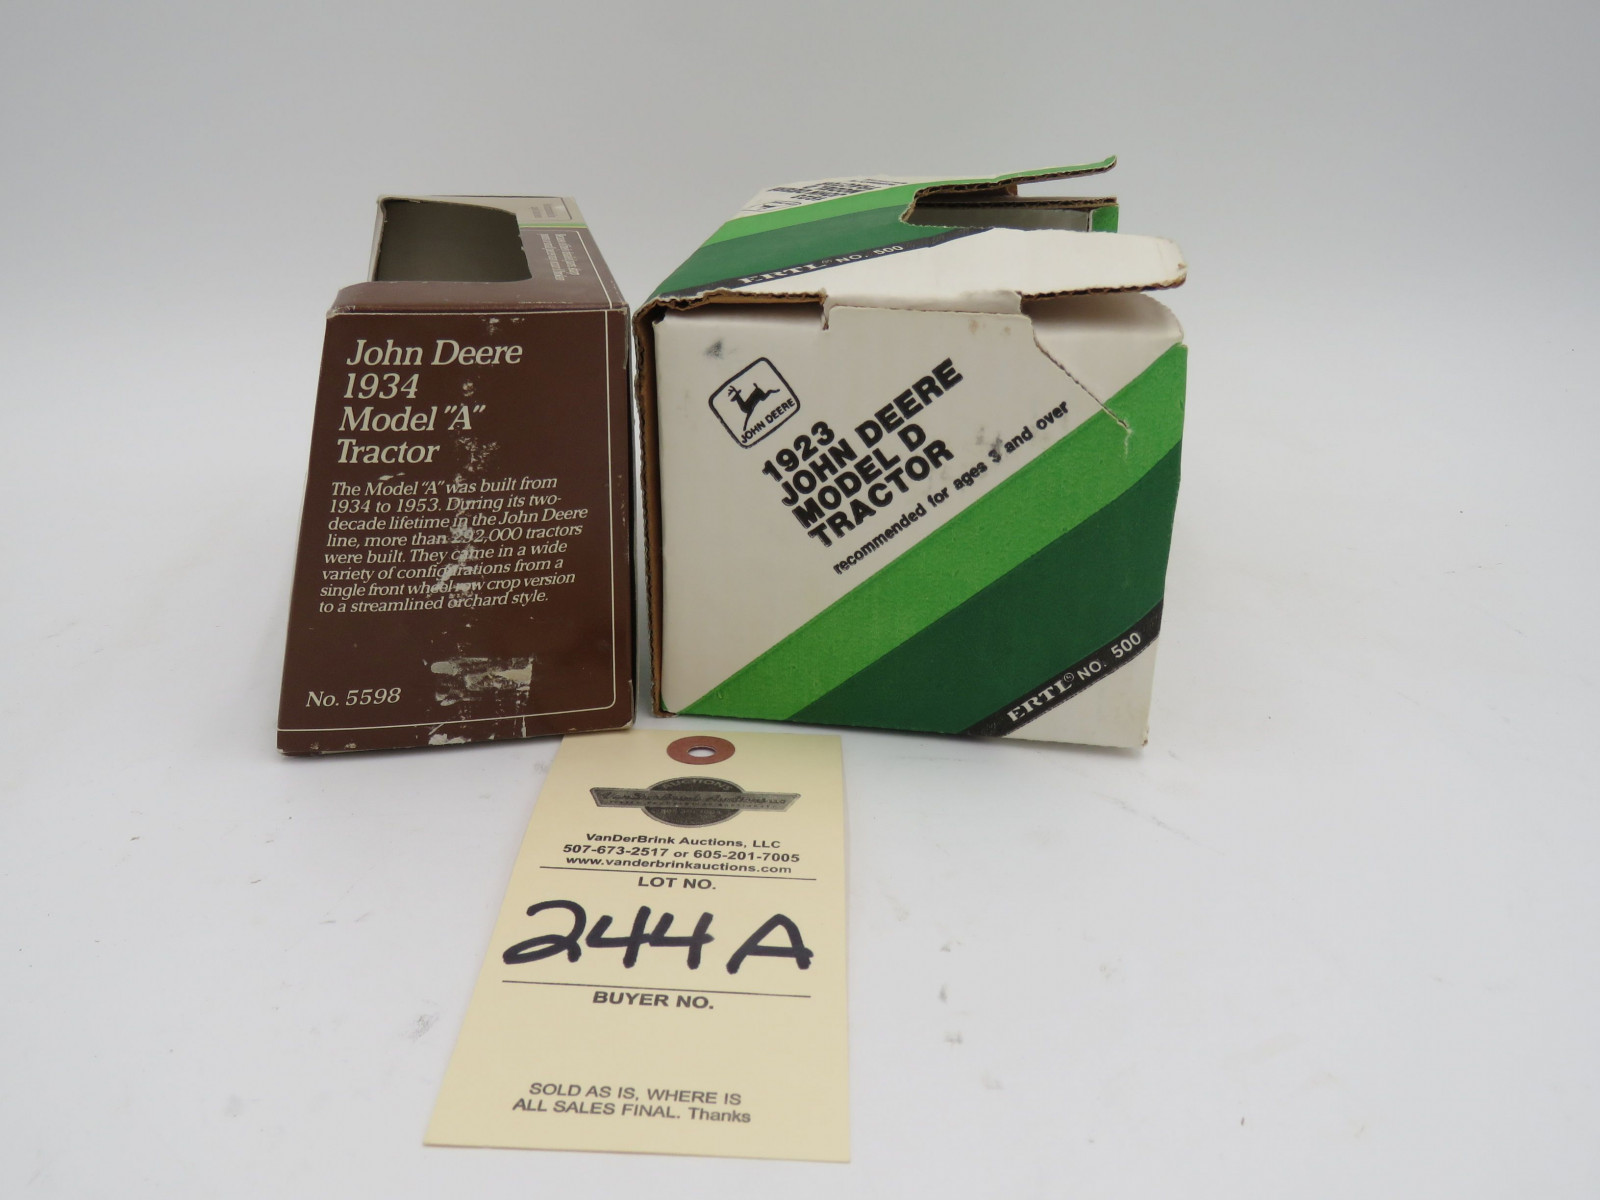 John Deere
1934
Model "A"
Tractor
The Model "A" was built from
1934 to 1953. During its two-
decade lifetime in the John Deere
line, more than 292,000 tractors
were built. They came in a wide
variety of configurations from a
single front wheel row crop version
to a streamlined orchard style.
No. 5598
ERTL® NO. 500
JOHN DEERE
1923
JOHN DEERE
MODEL D
TRACTOR
recommended for ages 3 and over
ERTL® NO. 500
AUCTIONS
VanDerBrink Auctions, LLC
507-673-2517 or 605-201-7005
www.vanderbrinkauctions.com
LOT NO.
244A
BUYER NO.
SOLD AS IS, WHERE IS
ALL SALES FINAL. Thanks